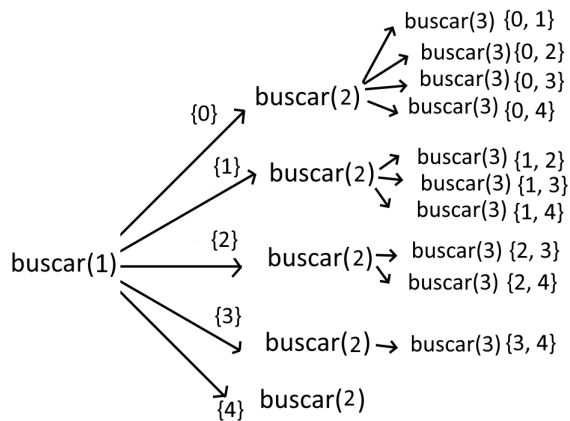 buscar(3) {0, 1}
buscar(3) {0, 2}
buscar(3) {0, 3}
buscar(3) {0, 4}
{0}
buscar(2)
buscar(3) {1, 2}
buscar(3) {1, 3}
buscar(3) {1, 4}
{1}
buscar(2)
buscar(1)
{2}
buscar(2)
buscar(3) {2, 3}
buscar(3) {2, 4}
{3}
buscar(2)
buscar(3) {3, 4}
{4}
buscar(2)